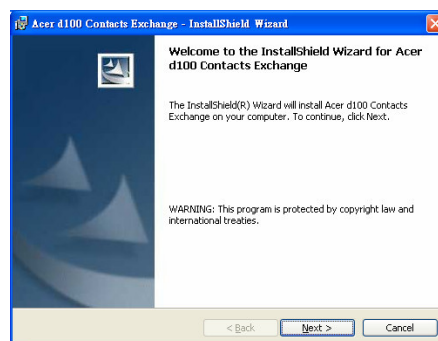 Acer d100 Contacts Exchange - InstallShield Wizard
Welcome to the InstallShield Wizard for Acer
d100 Contacts Exchange
The InstallShield(R) Wizard will install Acer d100 Contacts
Exchange on your computer. To continue, click Next.
WARNING: This program is protected by copyright law and
international treaties.
< Back Next > Cancel